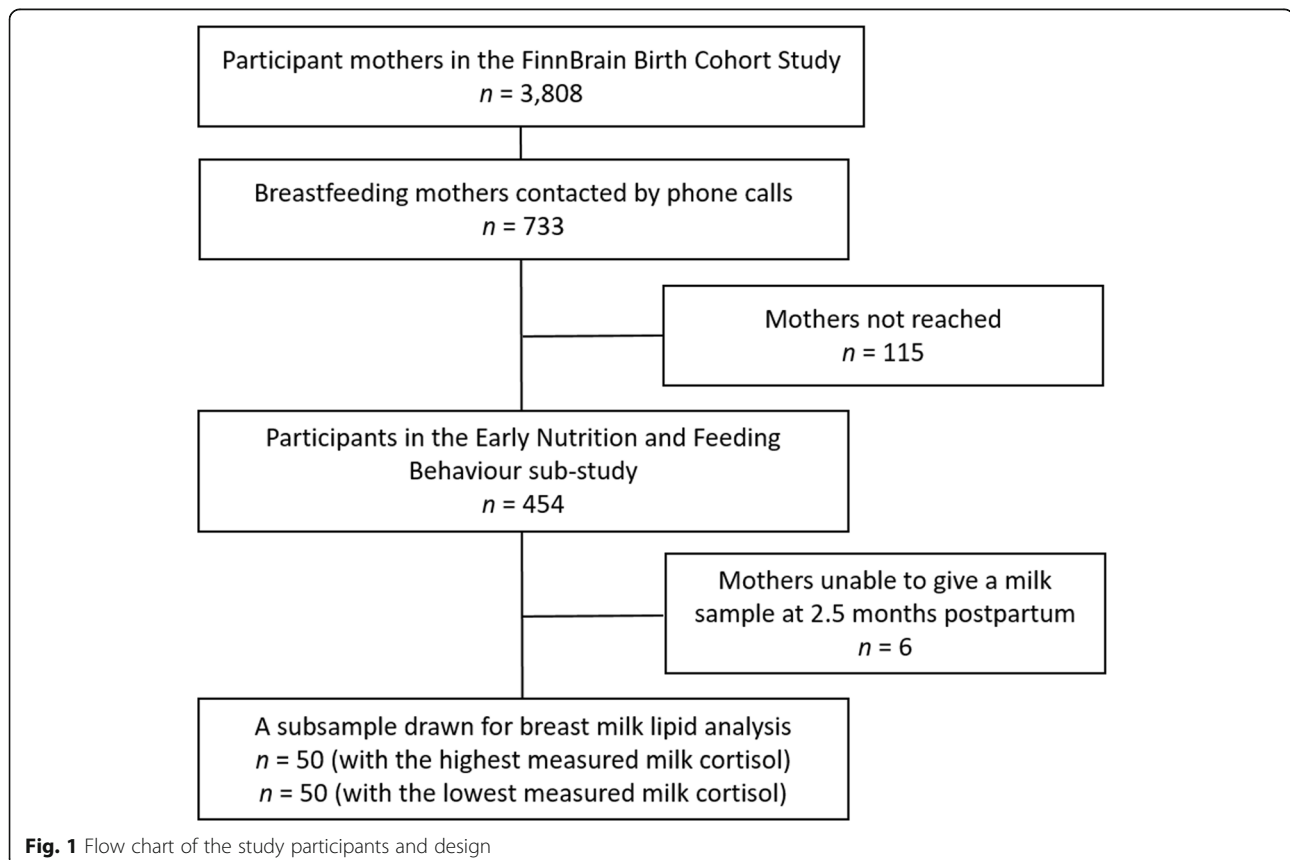 Participant mothers in the FinnBrain Birth Cohort Study
n = 3,808
Breastfeeding mothers contacted by phone calls
n = 733
Mothers not reached
n = 115
Participants in the Early Nutrition and Feeding
Behaviour sub-study
n = 454
Mothers unable to give a milk
sample at 2.5 months postpartum
n = 6
A subsample drawn for breast milk lipid analysis
n = 50 (with the highest measured milk cortisol)
n = 50 (with the lowest measured milk cortisol)
Fig. 1 Flow chart of the study participants and design